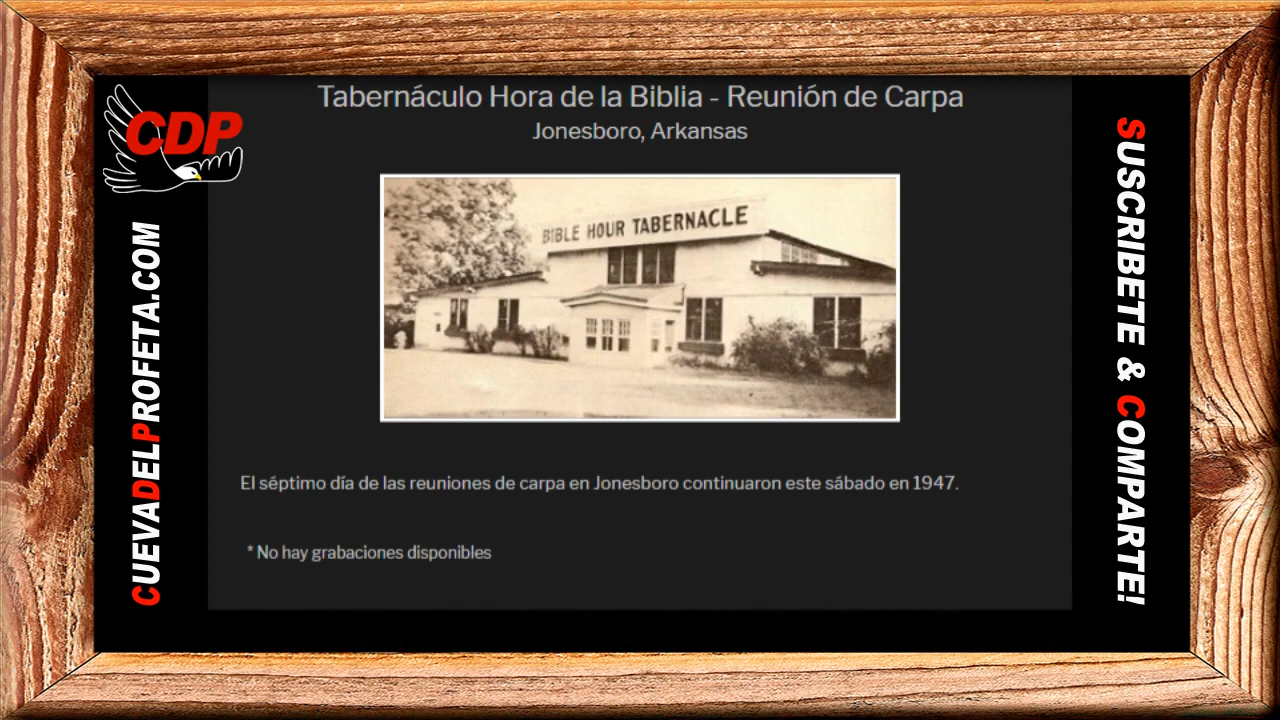 Tabernáculo Hora de la Biblia - Reunión de Carpa
Jonesboro, Arkansas
CDP
BIBLE HOUR TABERNACLE
CUEVADELPROFETA.COM
SUSCRIBETE & COMPARTE!
El séptimo día de las reuniones de carpa en Jonesboro continuaron este sábado en 1947.
* No hay grabaciones disponibles